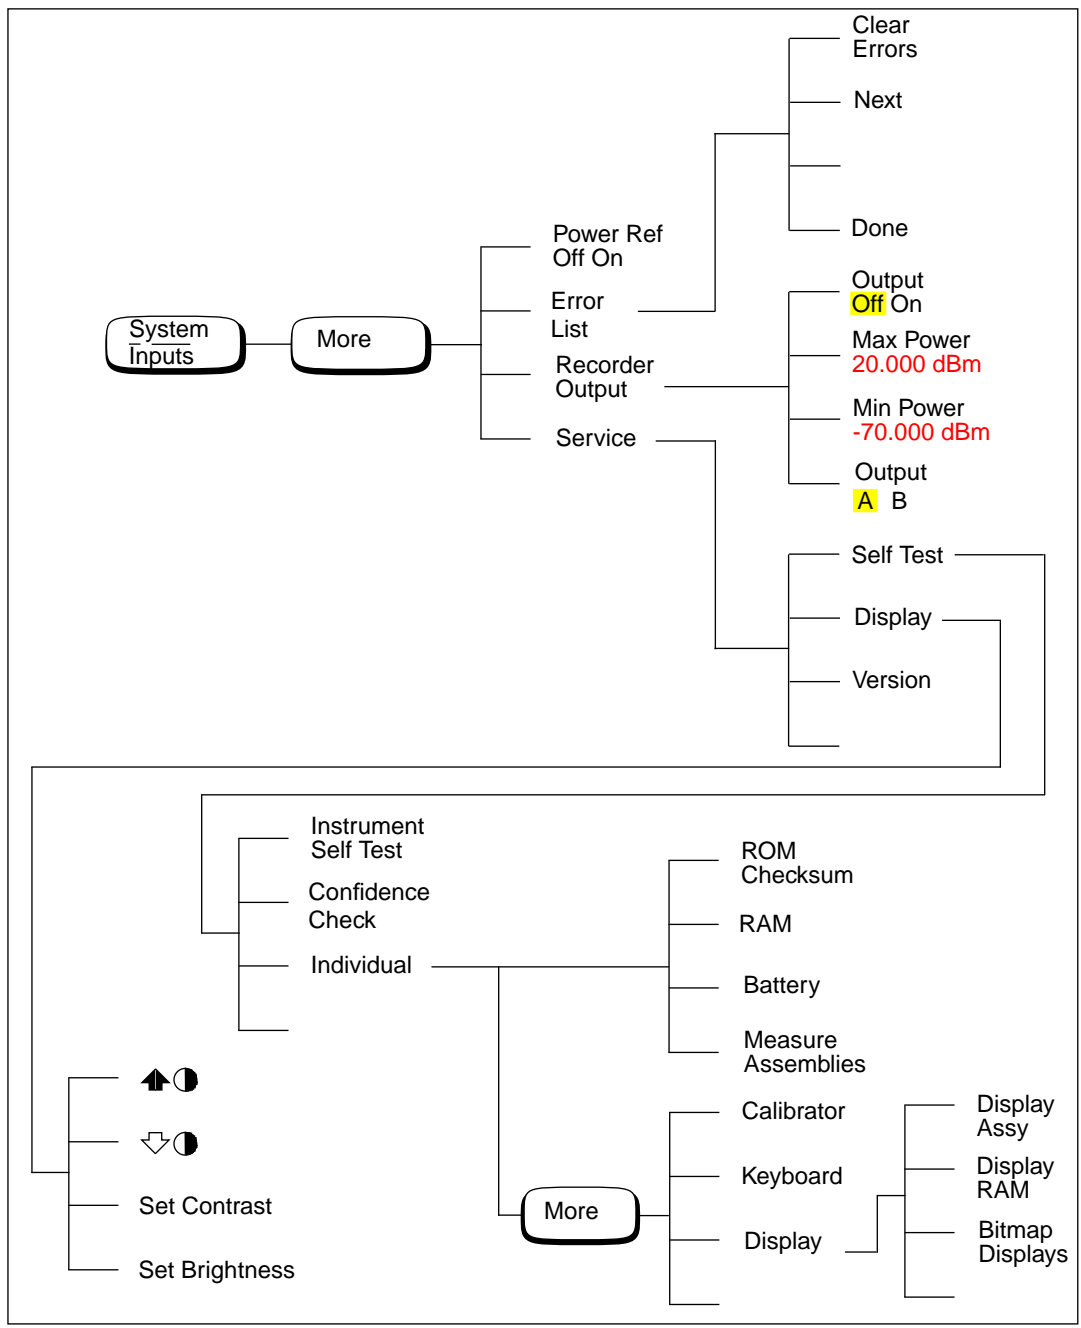 Clear
Errors
Next
Done
Power Ref
Off On
Error
List
Recorder
Output
Service
System
Inputs
More
Output
Off On
Max Power
20.000 dBm
Min Power
-70.000 dBm
Output
A B
Self Test
Display
Version
Instrument
Self Test
Confidence
Check
Individual
ROM
Checksum
RAM
Battery
Measure
Assemblies
Set Contrast
Set Brightness
More
Calibrator
Keyboard
Display
Display
Assy
Display
RAM
Bitmap
Displays